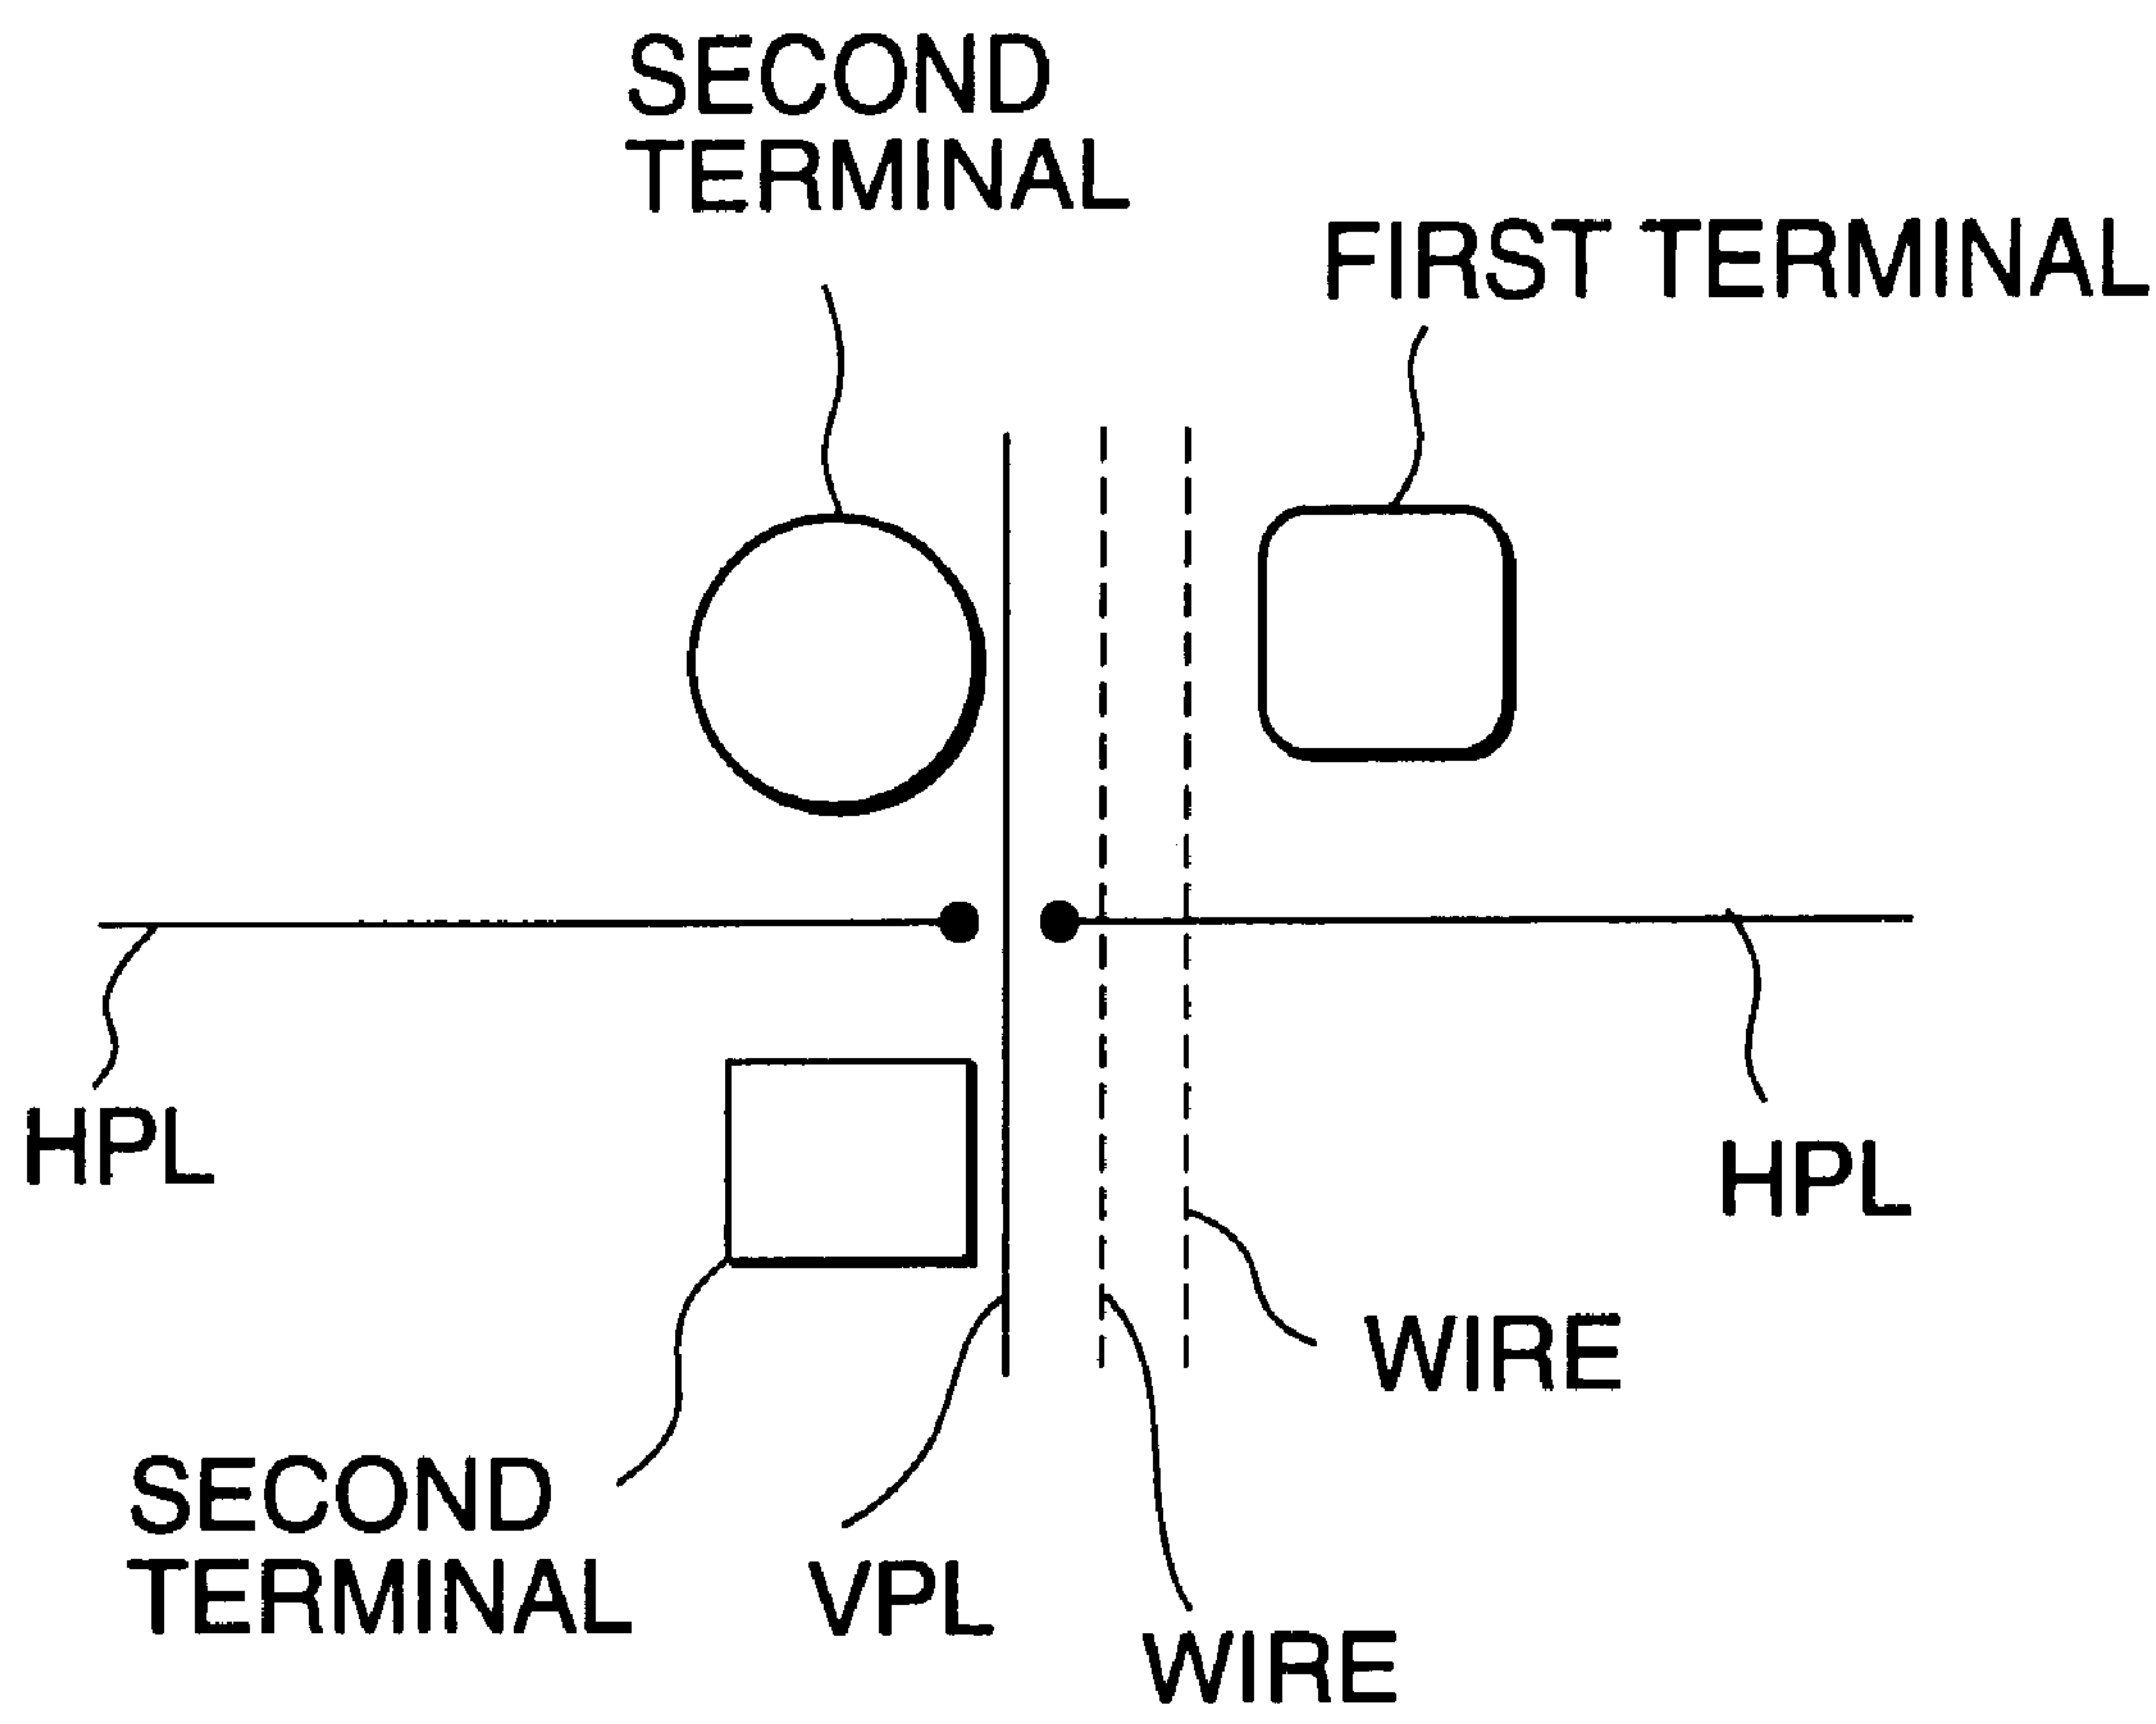 SECOND
TERMINAL
FIRST TERMINAL
HPL
HPL
WIRE
SECOND
TERMINAL
VPL
WIRE